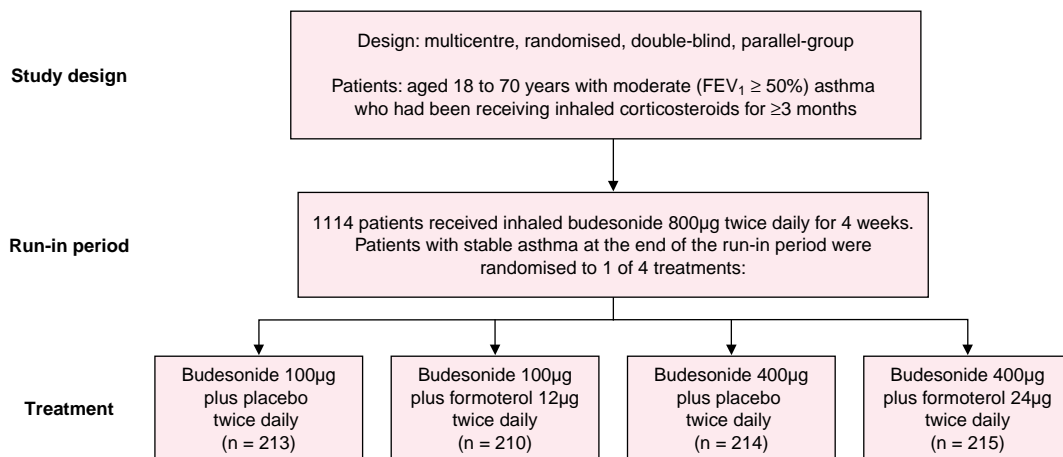 Study design
Design: multicentre, randomised, double-blind, parallel-group
Patients: aged 18 to 70 years with moderate (FEV₁ ≥ 50%) asthma
who had been receiving inhaled corticosteroids for ≥3 months
Run-in period
1114 patients received inhaled budesonide 800µg twice daily for 4 weeks.
Patients with stable asthma at the end of the run-in period were
randomised to 1 of 4 treatments:
Treatment
Budesonide 100µg
plus placebo
twice daily
(n = 213)
Budesonide 100µg
plus formoterol 12µg
twice daily
(n = 210)
Budesonide 400µg
plus placebo
twice daily
(n = 214)
Budesonide 400µg
plus formoterol 24µg
twice daily
(n = 215)